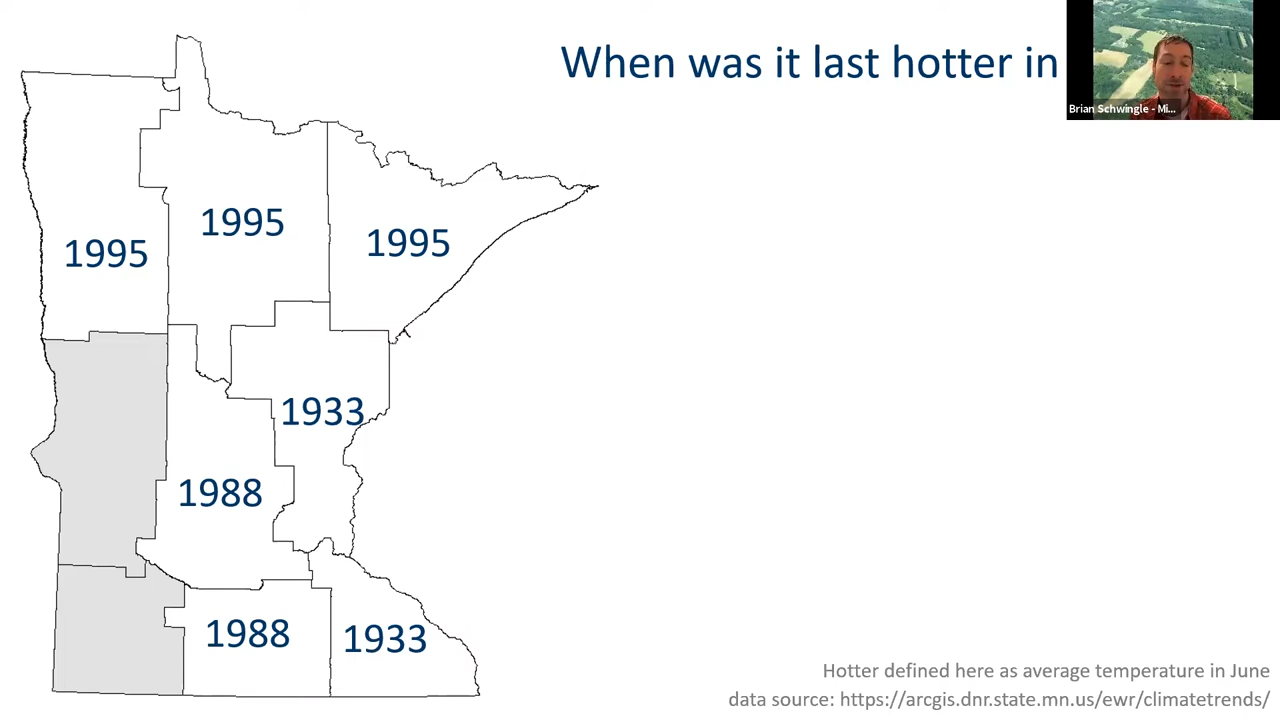 When was it last hotter in
Brian Schwingle - Mi...
1995
1995
1995
1933
1988
1988
1933
Hotter defined here as average temperature in June
data source: https://arcgis.dnr.state.mn.us/ewr/climatetrends/